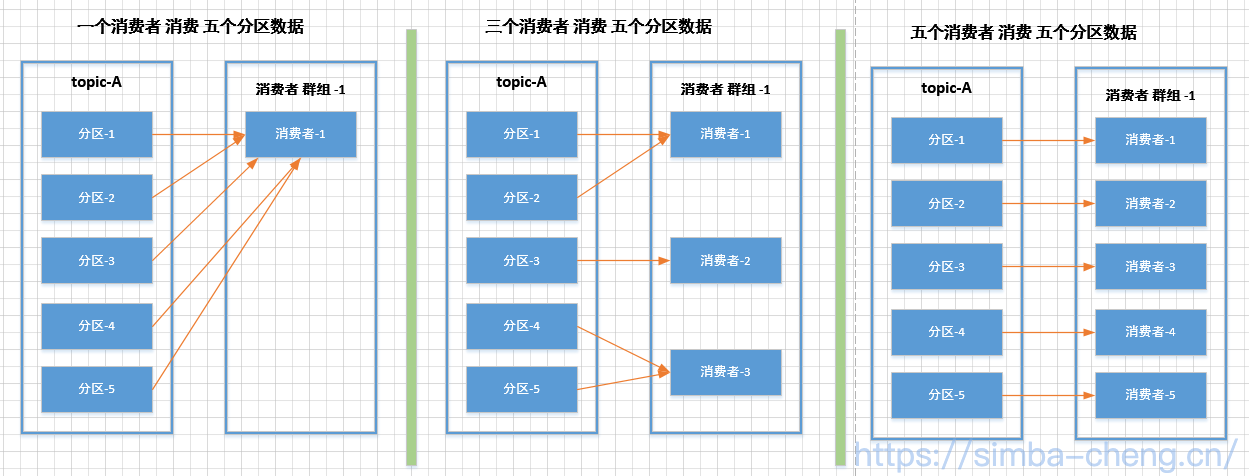 一个消费者 消费 五个分区数据
topic-A
分区-1
分区-2
分区-3
分区-4
分区-5
消费者 群组 -1
消费者-1
三个消费者 消费 五个分区数据
topic-A
分区-1
分区-2
分区-3
分区-4
分区-5
消费者 群组 -1
消费者-1
消费者-2
消费者-3
五个消费者 消费 五个分区数据
topic-A
分区-1
分区-2
分区-3
分区-4
分区-5
消费者 群组 -1
消费者-1
消费者-2
消费者-3
消费者-4
消费者-5
https://simba-cheng.cn/